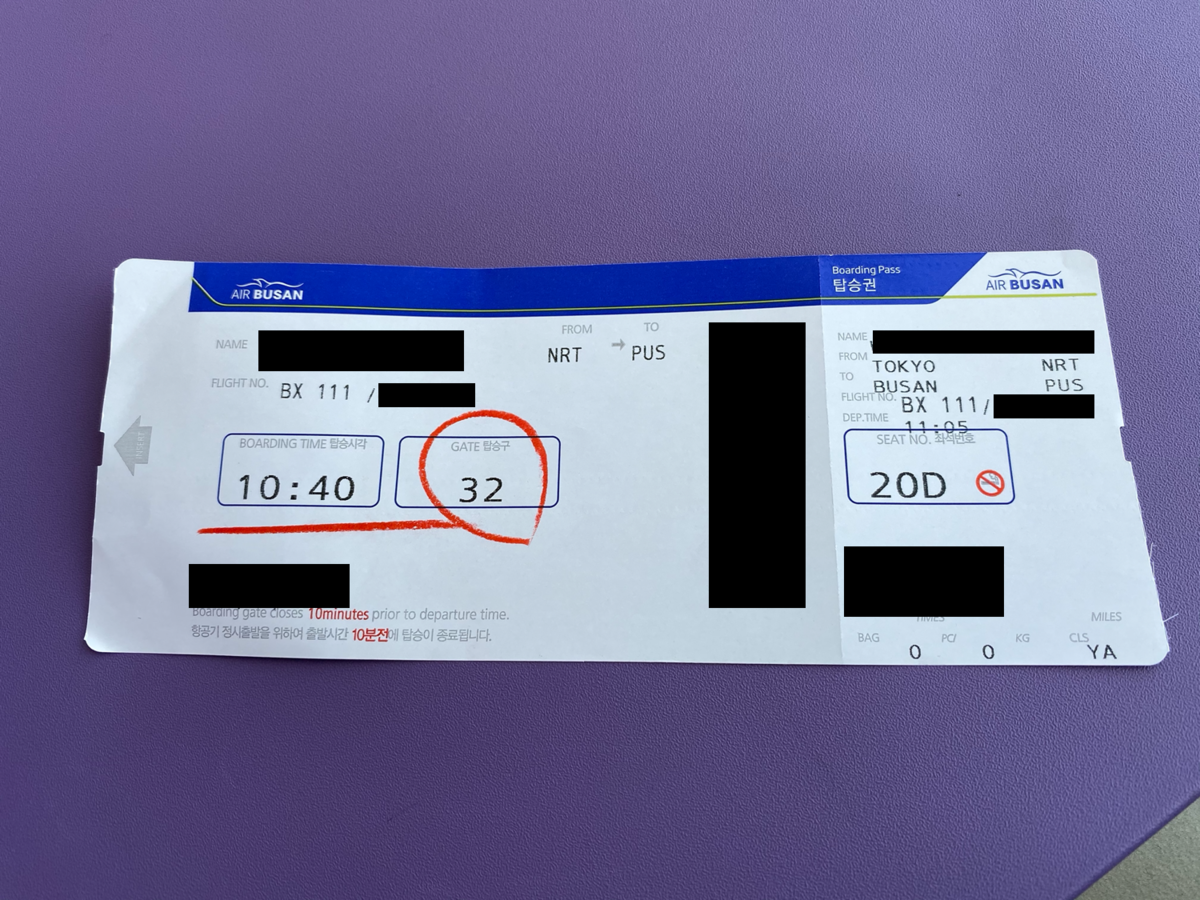 AIR BUSAN
NAME
FROM TO
NRT → PUS
FLIGHT NO. BX 111 /
BOARDING TIME 탑승시각
10:40
GATE 탑승구
32
Boarding gate closes 10minutes prior to departure time.
항공기 정시출발을 위하여 출발시간 10분전에 탑승이 종료됩니다.
Boarding Pass
탑승권
AIR BUSAN
NAME
FROM TOKYO NRT
TO BUSAN PUS
FLIGHT NO. BX 111/
DEP.TIME 11:05
SEAT NO. 좌석번호
20D
TIMES MILES
BAG PC/ KG CLS
0 0 YA